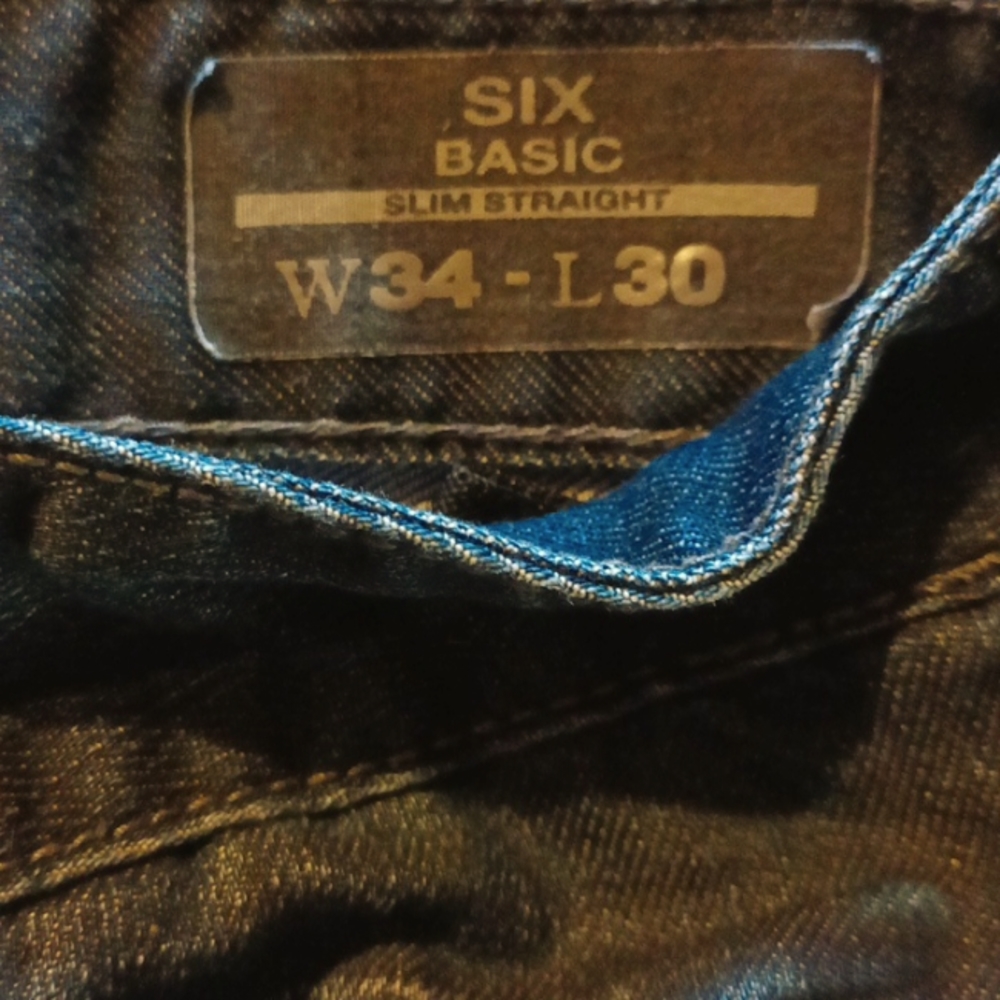 SIX
BASIC
SLIM STRAIGHT
W34 - L30